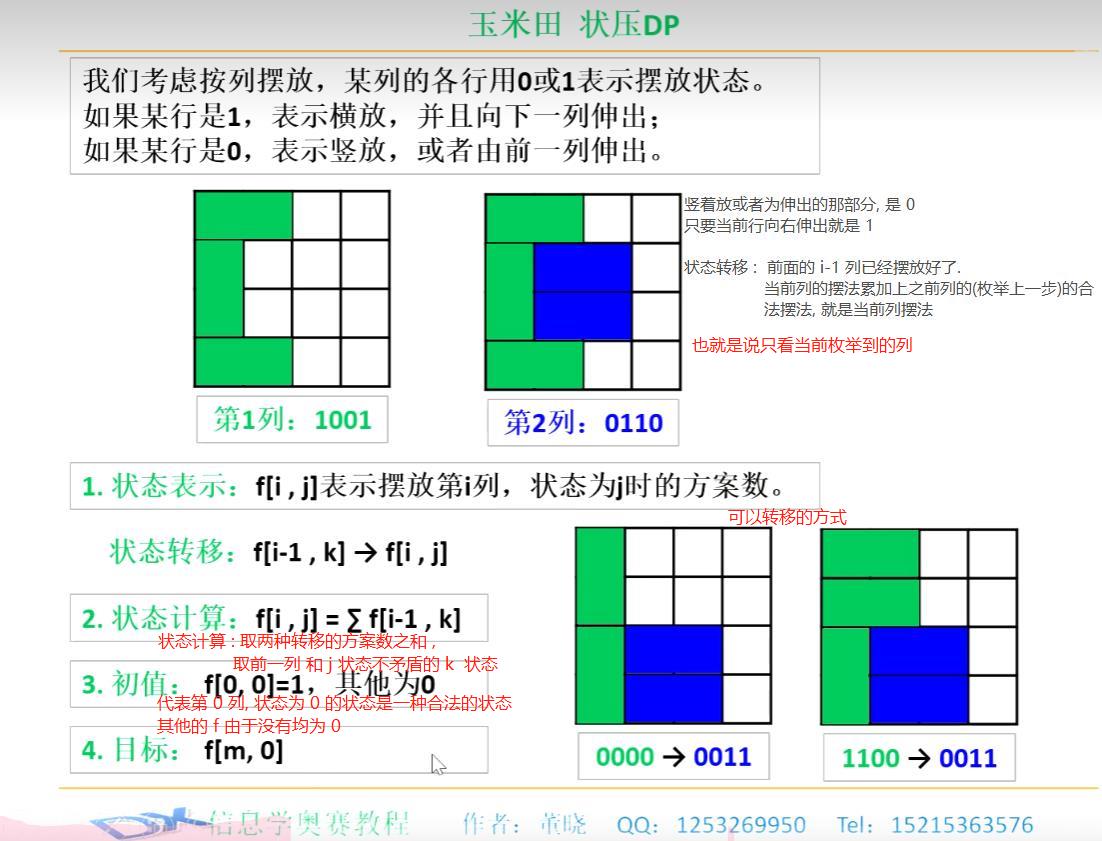 玉米田 状压DP
我们考虑按列摆放，某列的各行用0或1表示摆放状态。
如果某行是1，表示横放，并且向下一列伸出；
如果某行是0，表示竖放，或者由前一列伸出。
竖着放或者为伸出的那部分, 是 0
只要当前行向右伸出就是 1
状态转移： 前面的 i-1 列已经摆放好了.
当前列的摆法累加上之前列的(枚举上一步)的合
法摆法, 就是当前列摆法
也就是说只看当前枚举到的列
第1列：1001
第2列：0110
1. 状态表示：f[i , j]表示摆放第i列，状态为j时的方案数。
可以转移的方式
状态转移：f[i-1 , k] → f[i , j]
2. 状态计算：f[i , j] = ∑ f[i-1 , k]
状态计算 : 取两种转移的方案数之和 ,
取前一列 和 j 状态不矛盾的 k 状态
3. 初值： f[0, 0]=1，其他为0
代表第 0 列, 状态为 0 的状态是一种合法的状态
其他的 f 由于没有均为 0
4. 目标： f[m, 0]
0000 → 0011
1100 → 0011
信息学奥赛教程 作者：董晓 QQ：1253269950 Tel：15215363576